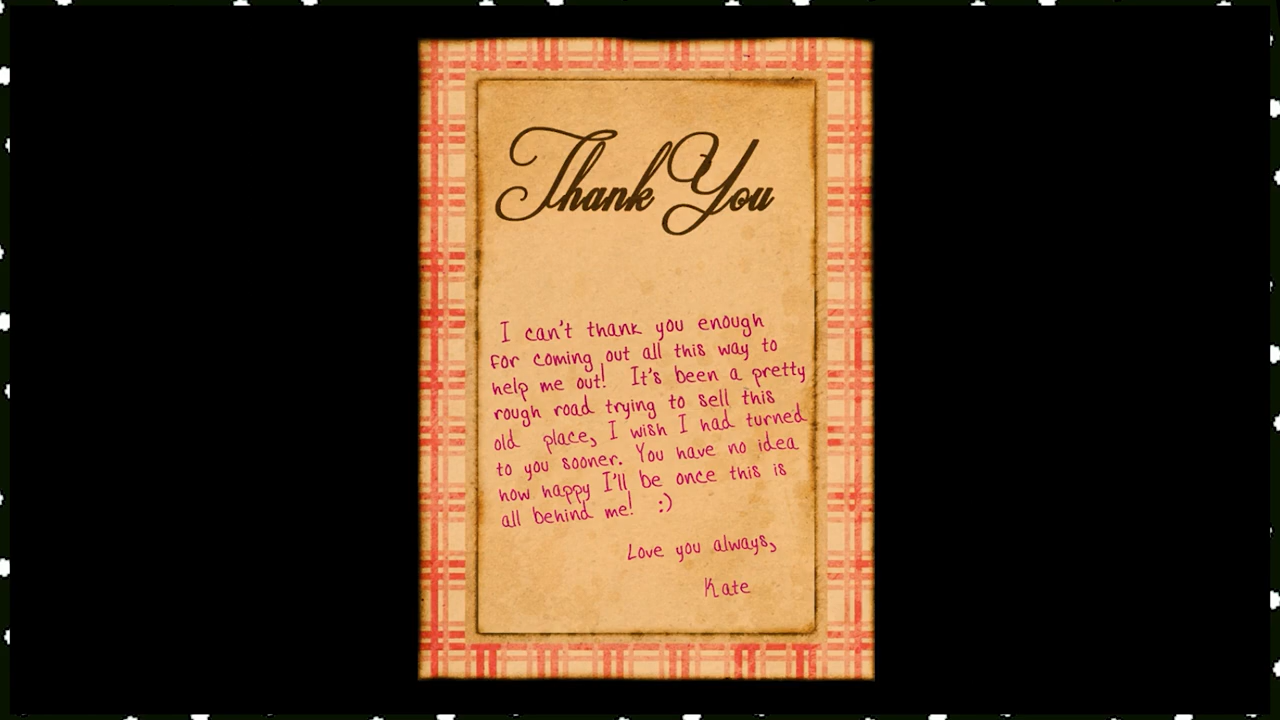 Thank You
I can't thank you enough
for coming out all this way to
help me out! It's been a pretty
rough road trying to sell this
old place, I wish I had turned
to you sooner. You have no idea
how happy I'll be once this is
all behind me! :)
Love you always,
Kate